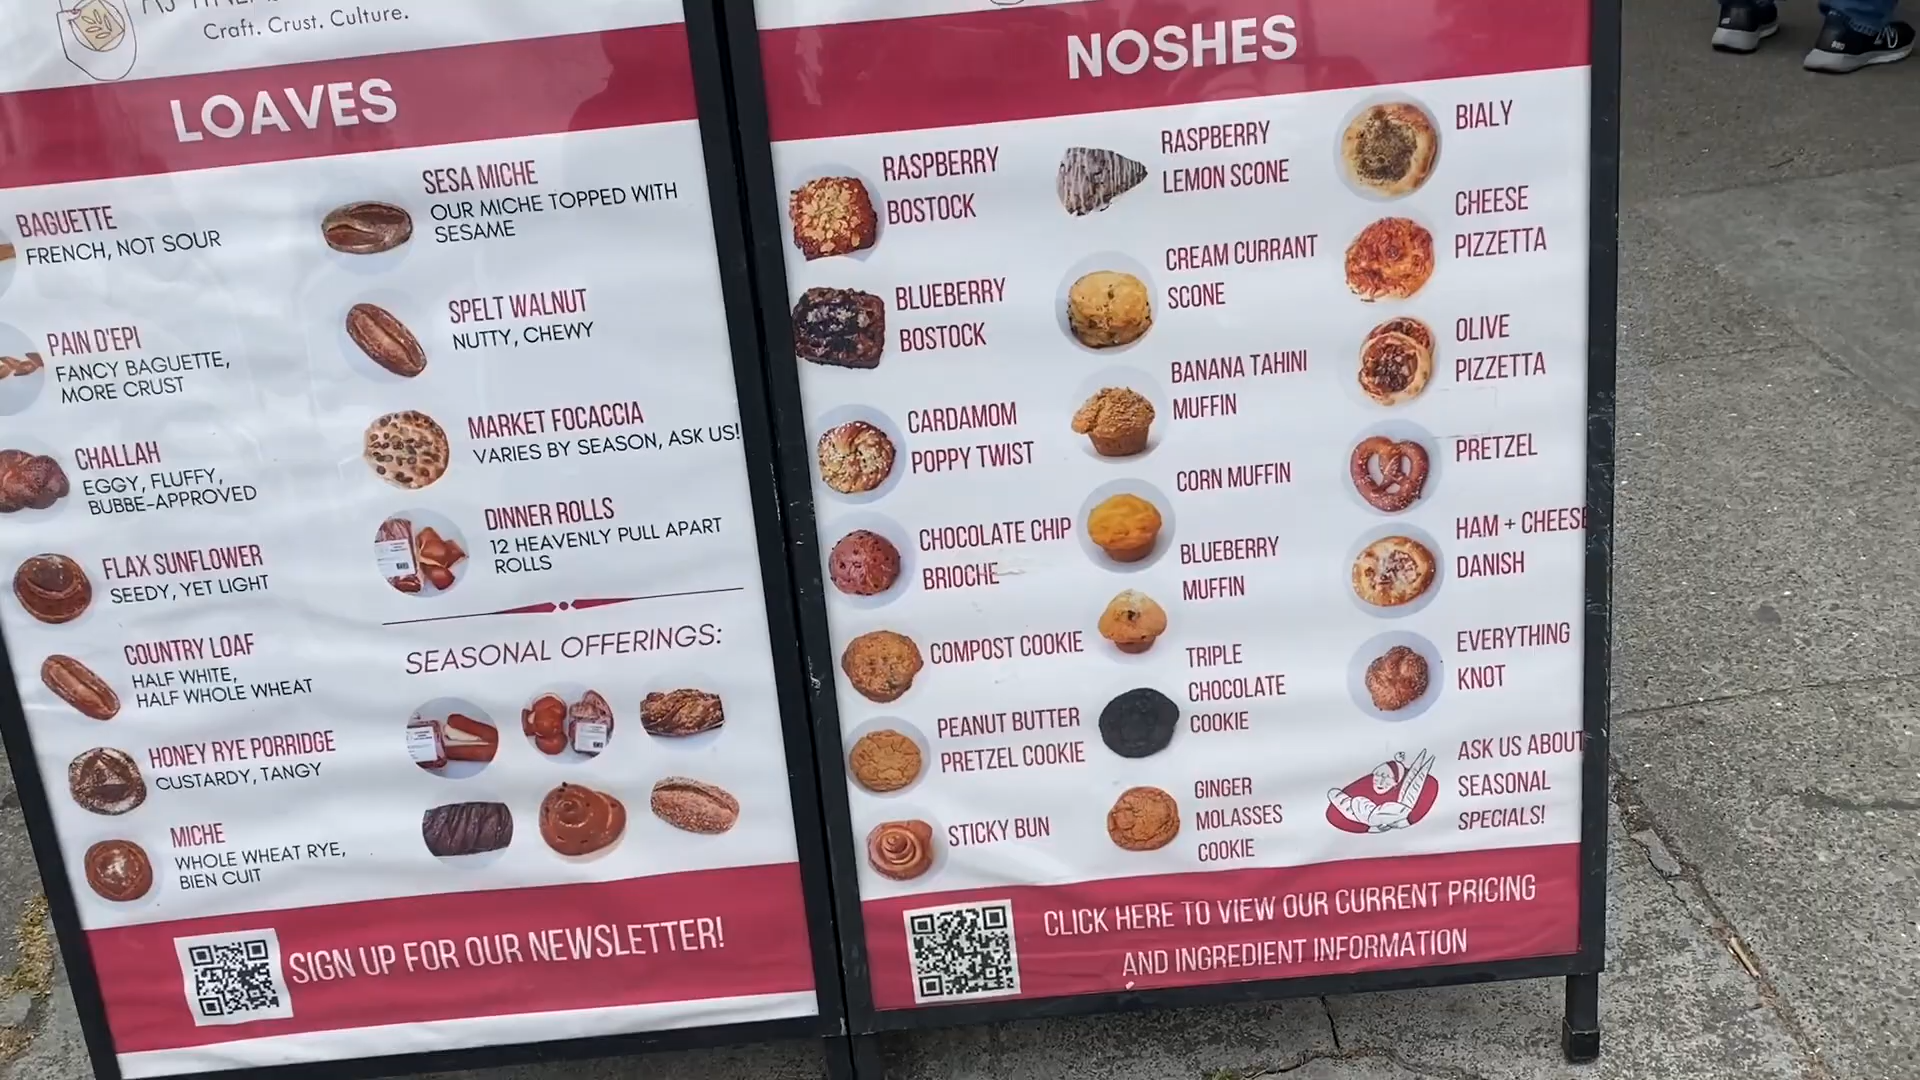 Craft. Crust. Culture.
LOAVES
BAGUETTE
FRENCH, NOT SOUR
PAIN D'EPI
FANCY BAGUETTE,
MORE CRUST
CHALLAH
EGGY, FLUFFY,
BUBBE-APPROVED
FLAX SUNFLOWER
SEEDY, YET LIGHT
COUNTRY LOAF
HALF WHITE,
HALF WHOLE WHEAT
HONEY RYE PORRIDGE
CUSTARDY, TANGY
MICHE
WHOLE WHEAT RYE,
BIEN CUIT
SESA MICHE
OUR MICHE TOPPED WITH
SESAME
SPELT WALNUT
NUTTY, CHEWY
MARKET FOCACCIA
VARIES BY SEASON, ASK US!
DINNER ROLLS
12 HEAVENLY PULL APART
ROLLS
SEASONAL OFFERINGS:
SIGN UP FOR OUR NEWSLETTER!
NOSHES
RASPBERRY
BOSTOCK
BLUEBERRY
BOSTOCK
CARDAMOM
POPPY TWIST
CHOCOLATE CHIP
BRIOCHE
COMPOST COOKIE
PEANUT BUTTER
PRETZEL COOKIE
STICKY BUN
RASPBERRY
LEMON SCONE
CREAM CURRANT
SCONE
BANANA TAHINI
MUFFIN
CORN MUFFIN
BLUEBERRY
MUFFIN
TRIPLE
CHOCOLATE
COOKIE
GINGER
MOLASSES
COOKIE
BIALY
CHEESE
PIZZETTA
OLIVE
PIZZETTA
PRETZEL
HAM + CHEESE
DANISH
EVERYTHING
KNOT
ASK US ABOUT
SEASONAL
SPECIALS!
CLICK HERE TO VIEW OUR CURRENT PRICING
AND INGREDIENT INFORMATION